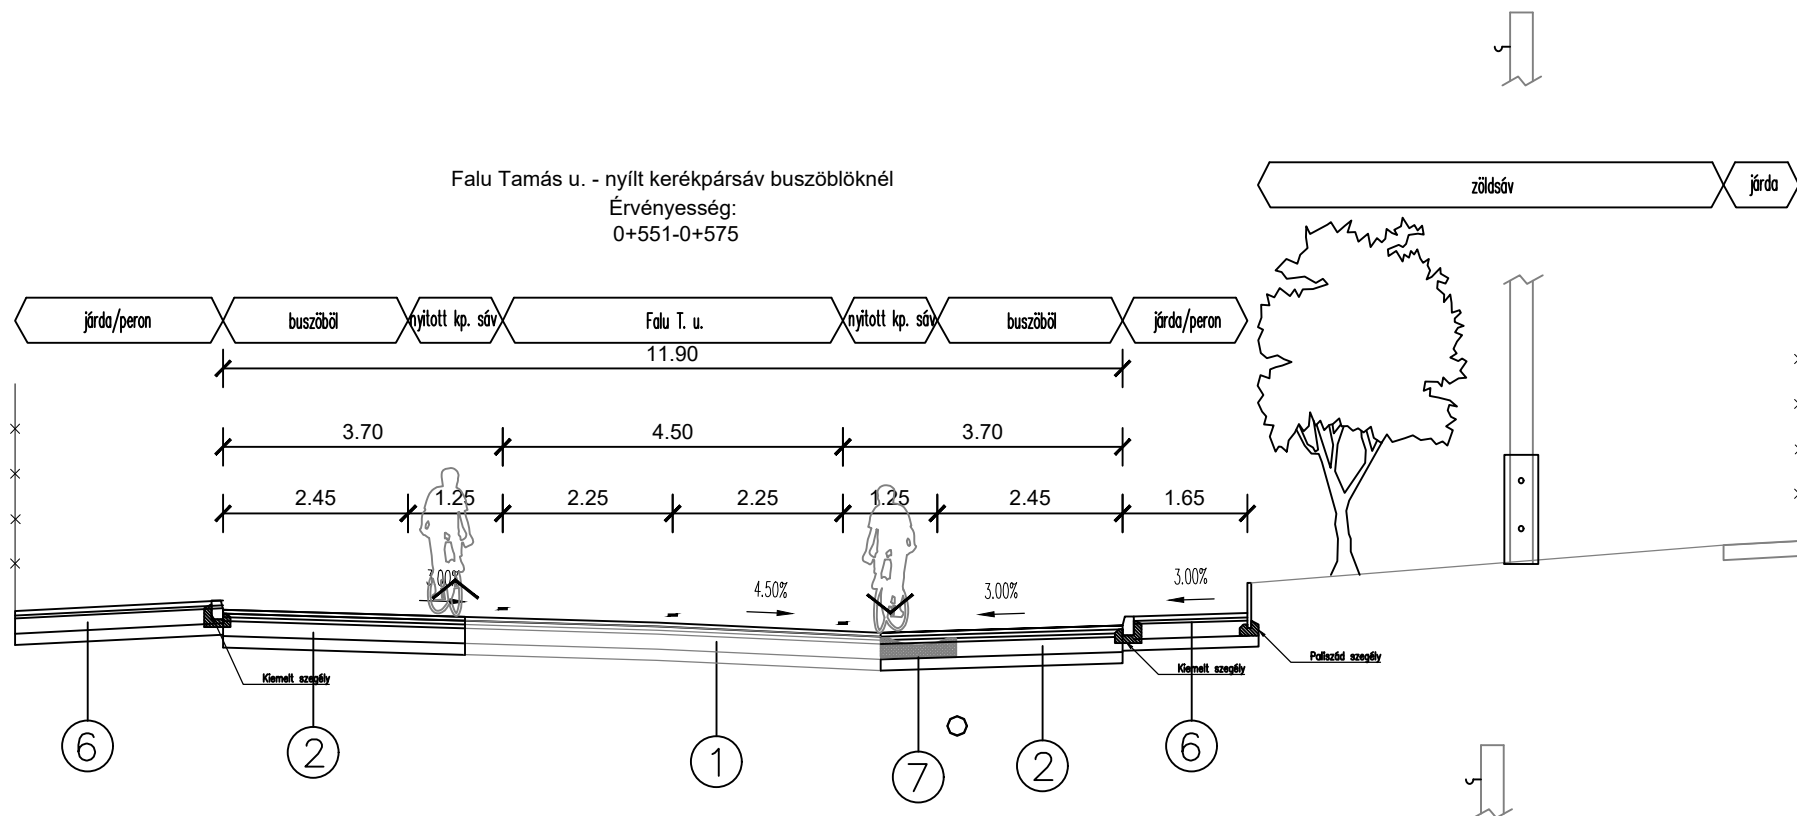 Falu Tamás u. - nyílt kerékpársáv buszöblöknél
Érvényesség:
0+551-0+575
zöldsáv
járda
járda/peron
buszöböl
nyitott kp. sáv
Falu T. u.
nyitott kp. sáv
buszöböl
járda/peron
11.90
3.70
4.50
3.70
2.45
1.25
2.25
2.25
1.25
2.45
1.65
3.00%
4.50%
3.00%
3.00%
Kiemelt szegély
Kiemelt szegély
Paliszád szegély
6
2
1
7
2
6